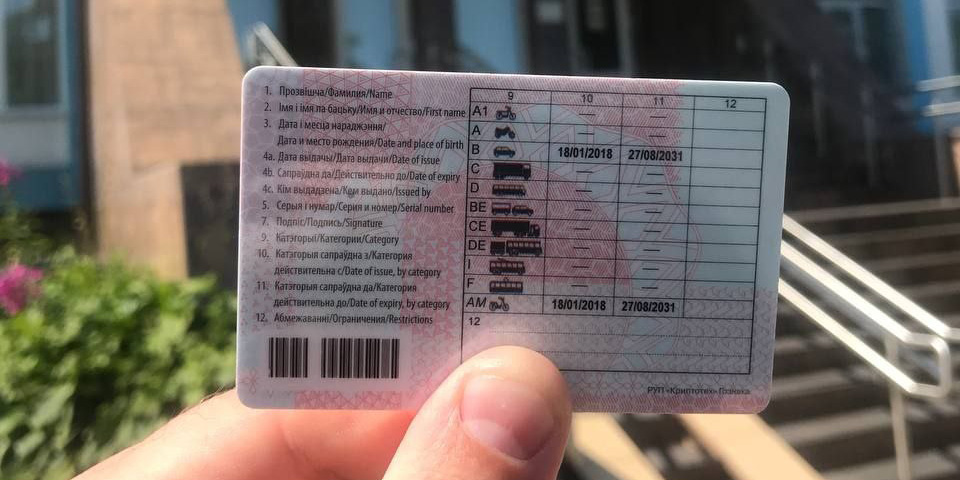 1. Прозвішча/Фамилия/Name
2. Імя і імя па бацьку/Имя и отчество/First name
3. Дата і месца нараджэння/
Дата и место рождения/Date and place of birth
4a. Дата выдачы/Дата выдачи/Date of issue
4b. Сапраўдна да/Действительно до/Date of expiry
4c. Кім выдадзена/Кем выдано/Issued by
5. Серыя і нумар/Серия и номер/Serial number
7. Подпіс/Подпись/Signature
9. Катэгорыі/Категории/Category
10. Катэгорыя сапраўдна з/Категория
действительна с/Date of issue, by category
11. Катэгорыя сапраўдна да/Категория
действительна до/Date of expiry, by category
12. Абмежаванні/Ограничения/Restrictions
9 10 11 12
A1 — —
A — —
B 18/01/2018 27/08/2031
C — —
D — —
BE — —
CE — —
DE — —
I — —
F — —
AM 18/01/2018 27/08/2031
12
РУП «Криптотех» Гознака